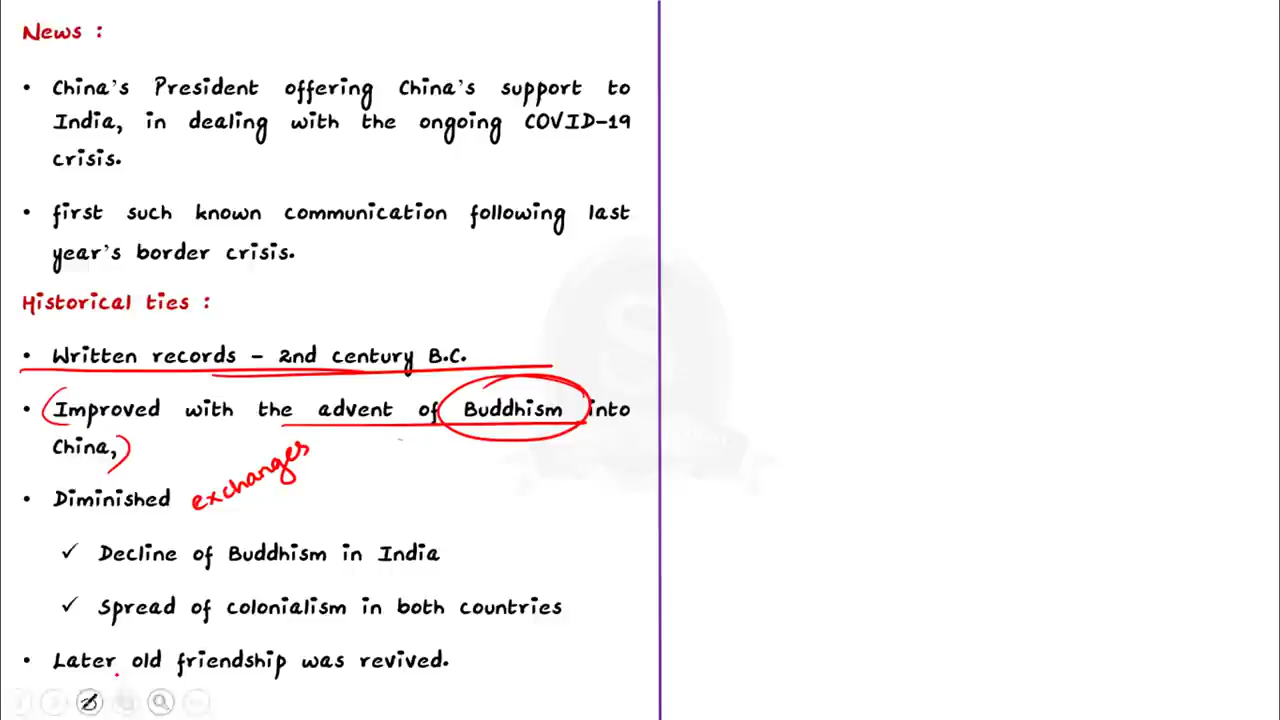 News :
• China's President offering China's support to
India, in dealing with the ongoing COVID-19
crisis.
• first such known communication following last
year's border crisis.
Historical ties :
• Written records - 2nd century B.C.
• (Improved with the advent of Buddhism into
China,)
• Diminished exchanges
✓ Decline of Buddhism in India
✓ Spread of colonialism in both countries
• Later old friendship was revived.